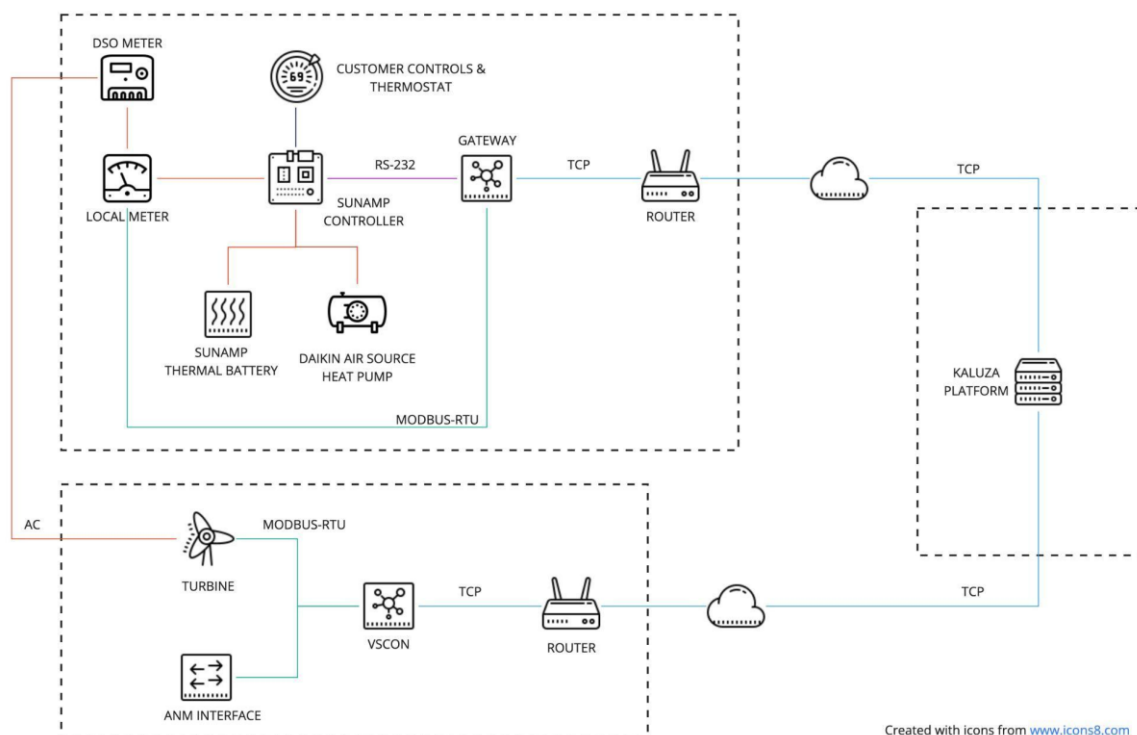 DSO METER
CUSTOMER CONTROLS &
THERMOSTAT
69
GATEWAY
RS-232
TCP
TCP
LOCAL METER
SUNAMP
CONTROLLER
ROUTER
SUNAMP
THERMAL BATTERY
DAIKIN AIR SOURCE
HEAT PUMP
KALUZA
PLATFORM
MODBUS-RTU
AC
MODBUS-RTU
TURBINE
TCP
TCP
VSCON
ROUTER
ANM INTERFACE
Created with icons from www.icons8.com